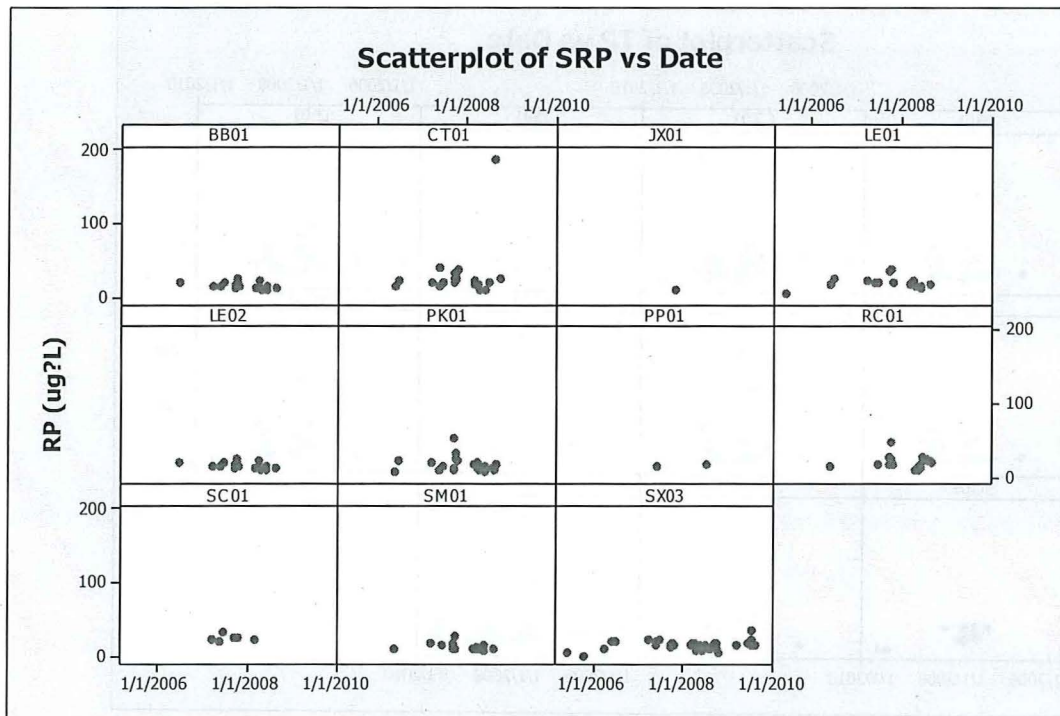 Scatterplot of SRP vs Date
1/1/2006 1/1/2008 1/1/2010 1/1/2006 1/1/2008 1/1/2010
BB01 CT01 JX01 LE01
200
100
0
LE02 PK01 PP01 RC01
200
100
0
RP (ug?L)
SC01 SM01 SX03
200
100
0
1/1/2006 1/1/2008 1/1/2010 1/1/2006 1/1/2008 1/1/2010